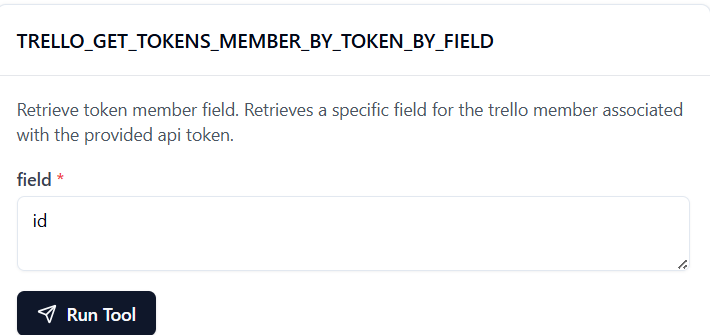 TRELLO_GET_TOKENS_MEMBER_BY_TOKEN_BY_FIELD
Retrieve token member field. Retrieves a specific field for the trello member associated
with the provided api token.
field *
id
Run Tool